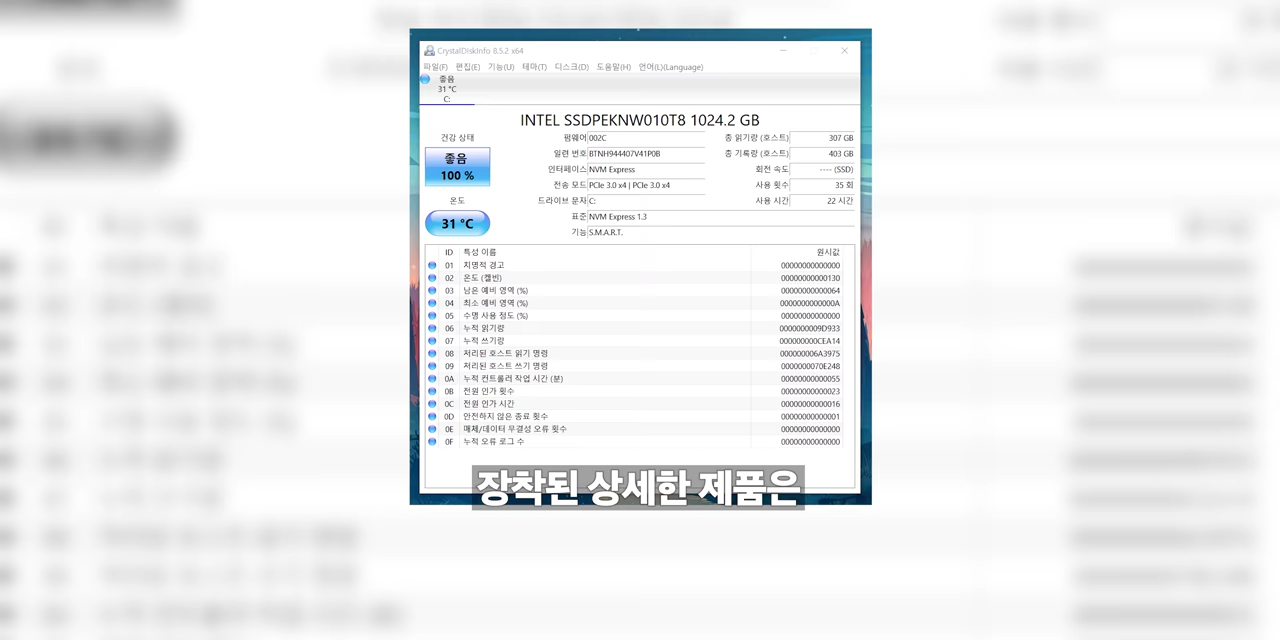 CrystalDiskInfo 8.5.2 x64
파일(F) 편집(E) 기능(U) 테마(T) 디스크(D) 도움말(H) 언어(L)(Language)
좋음
31 °C
C:
INTEL SSDPEKNW010T8 1024.2 GB
건강 상태
좋음
100 %
온도
31 °C
펌웨어 002C
일련 번호 BTNH944407V41P0B
인터페이스 NVM Express
전송 모드 PCIe 3.0 x4 | PCIe 3.0 x4
드라이브 문자 C:
표준 NVM Express 1.3
기능 S.M.A.R.T.
총 읽기량 (호스트) 307 GB
총 기록량 (호스트) 403 GB
회전 속도 ---- (SSD)
사용 횟수 35 회
사용 시간 22 시간
ID 특성 이름 원시값
01 치명적 경고 00000000000000
02 온도 (켈빈) 00000000000130
03 남은 예비 영역 (%) 00000000000064
04 최소 예비 영역 (%) 0000000000000A
05 수명 사용 정도 (%) 00000000000000
06 누적 읽기량 0000000009D933
07 누적 쓰기량 000000000CEA14
08 처리된 호스트 읽기 명령 000000006A3975
09 처리된 호스트 쓰기 명령 0000000070E248
0A 누적 컨트롤러 작업 시간 (분) 00000000000055
0B 전원 인가 횟수 00000000000023
0C 전원 인가 시간 00000000000016
0D 안전하지 않은 종료 횟수 00000000000001
0E 매체/데이터 무결성 오류 횟수 00000000000000
0F 누적 오류 로그 수 00000000000000
장착된 상세한 제품은